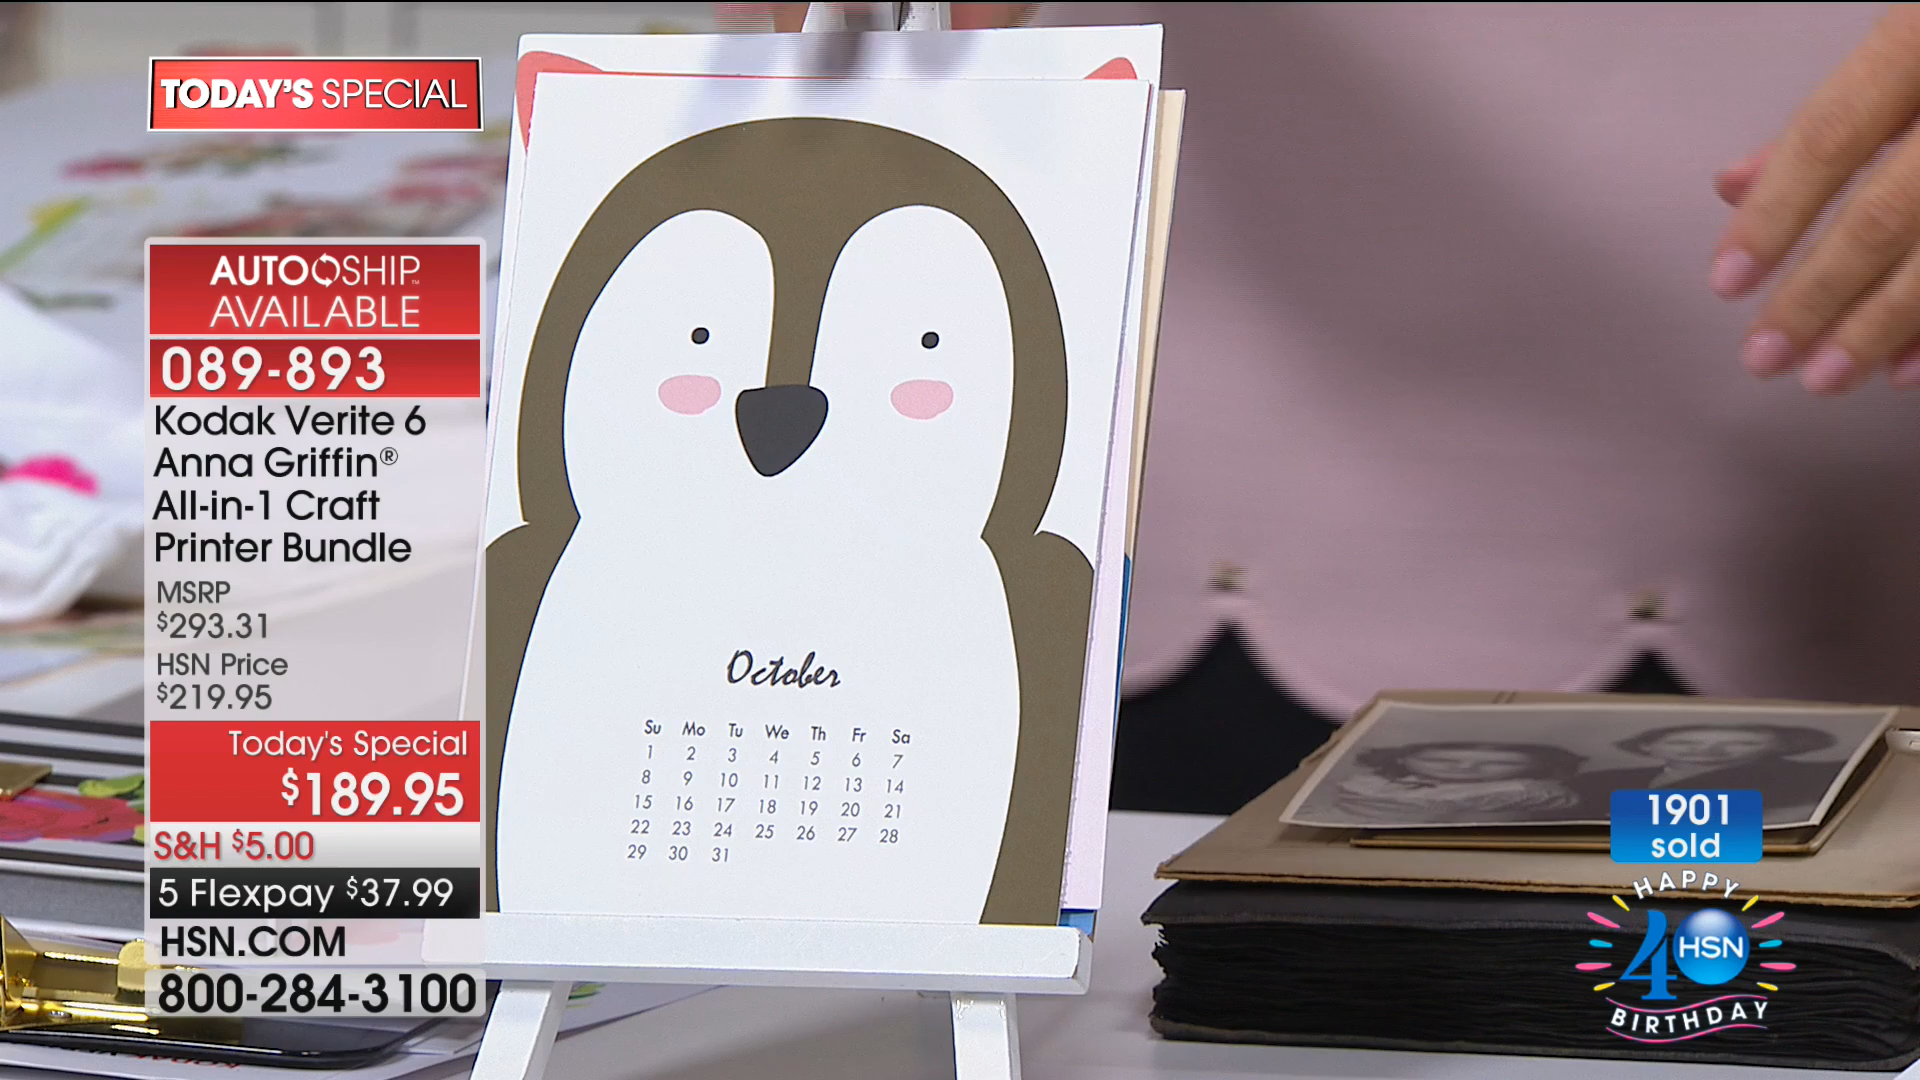 TODAY'S SPECIAL
AUTOSHIP™
AVAILABLE
089-893
Kodak Verite 6
Anna Griffin®
All-in-1 Craft
Printer Bundle
MSRP
$293.31
HSN Price
$219.95
Today's Special
$189.95
S&H $5.00
5 Flexpay $37.99
HSN.COM
800-284-3100
October
Su Mo Tu We Th Fr Sa
1 2 3 4 5 6 7
8 9 10 11 12 13 14
15 16 17 18 19 20 21
22 23 24 25 26 27 28
29 30 31
1901
sold
HAPPY
40 HSN
BIRTHDAY